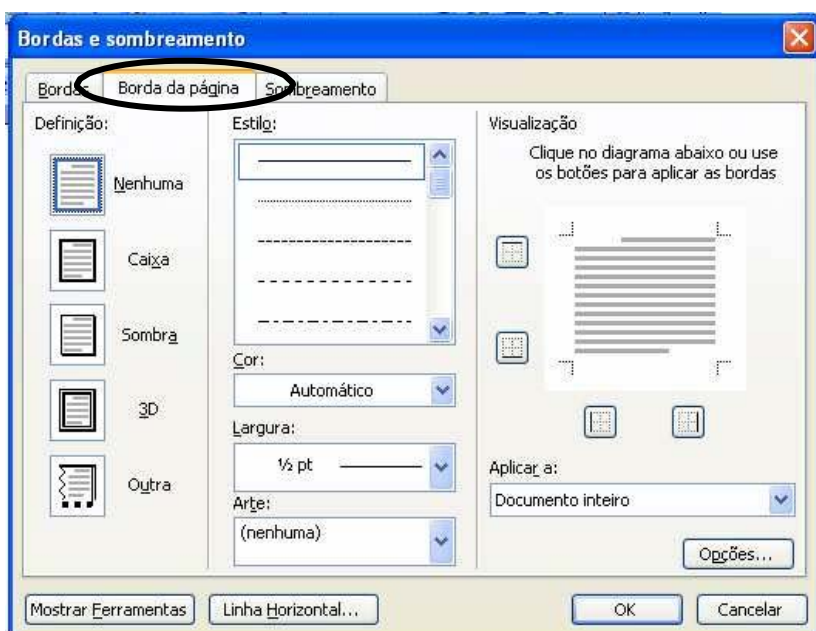 Bordas e sombreamento
Bordas
Borda da página
Sombreamento
Definição:
Nenhuma
Caixa
Sombra
3D
Outra
Estilo:
Cor:
Automático
Largura:
½ pt
Arte:
(nenhuma)
Visualização
Clique no diagrama abaixo ou use
os botões para aplicar as bordas
Aplicar a:
Documento inteiro
Opções...
Mostrar Ferramentas
Linha Horizontal...
OK
Cancelar